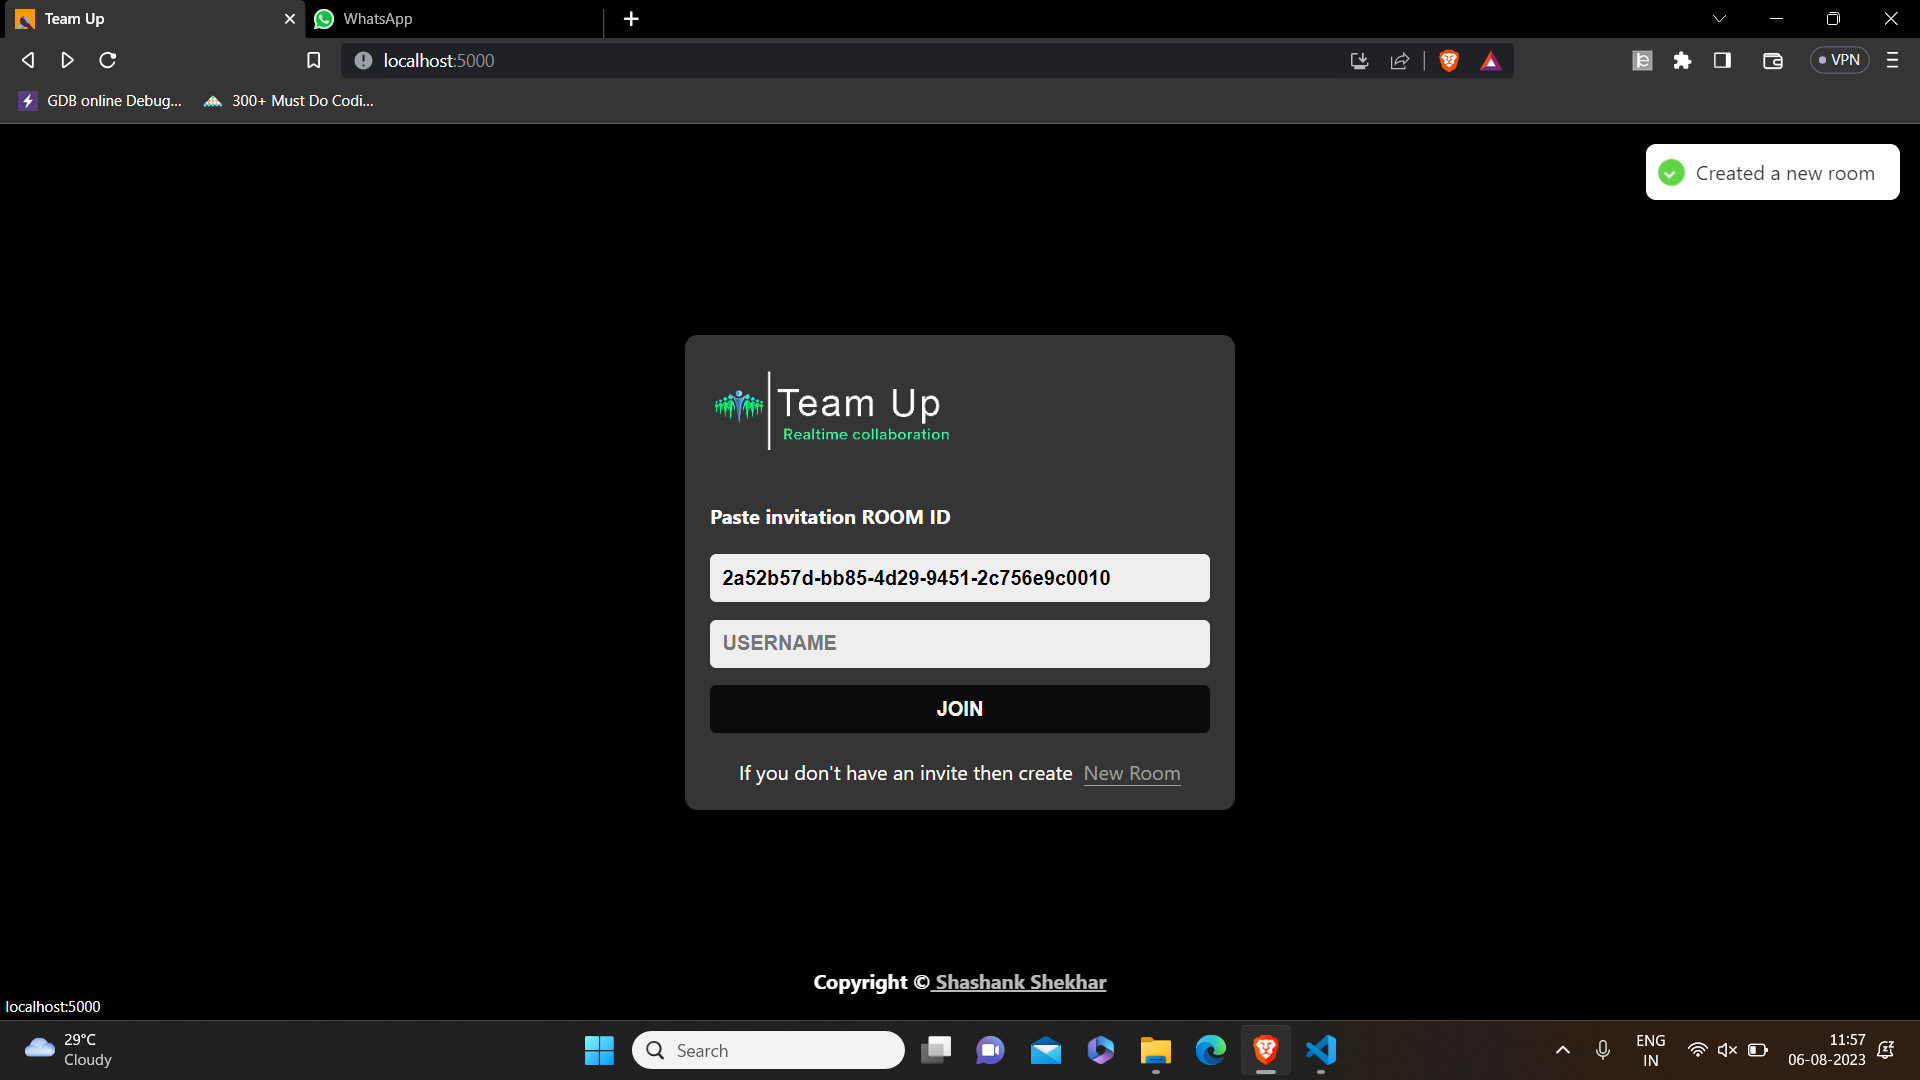 Team Up
WhatsApp
localhost:5000
VPN
GDB online Debug...
300+ Must Do Codi...
Created a new room
Team Up
Realtime collaboration
Paste invitation ROOM ID
2a52b57d-bb85-4d29-9451-2c756e9c0010
USERNAME
JOIN
If you don't have an invite then create New Room
Copyright © Shashank Shekhar
localhost:5000
29°C
Cloudy
Search
ENG
IN
11:57
06-08-2023